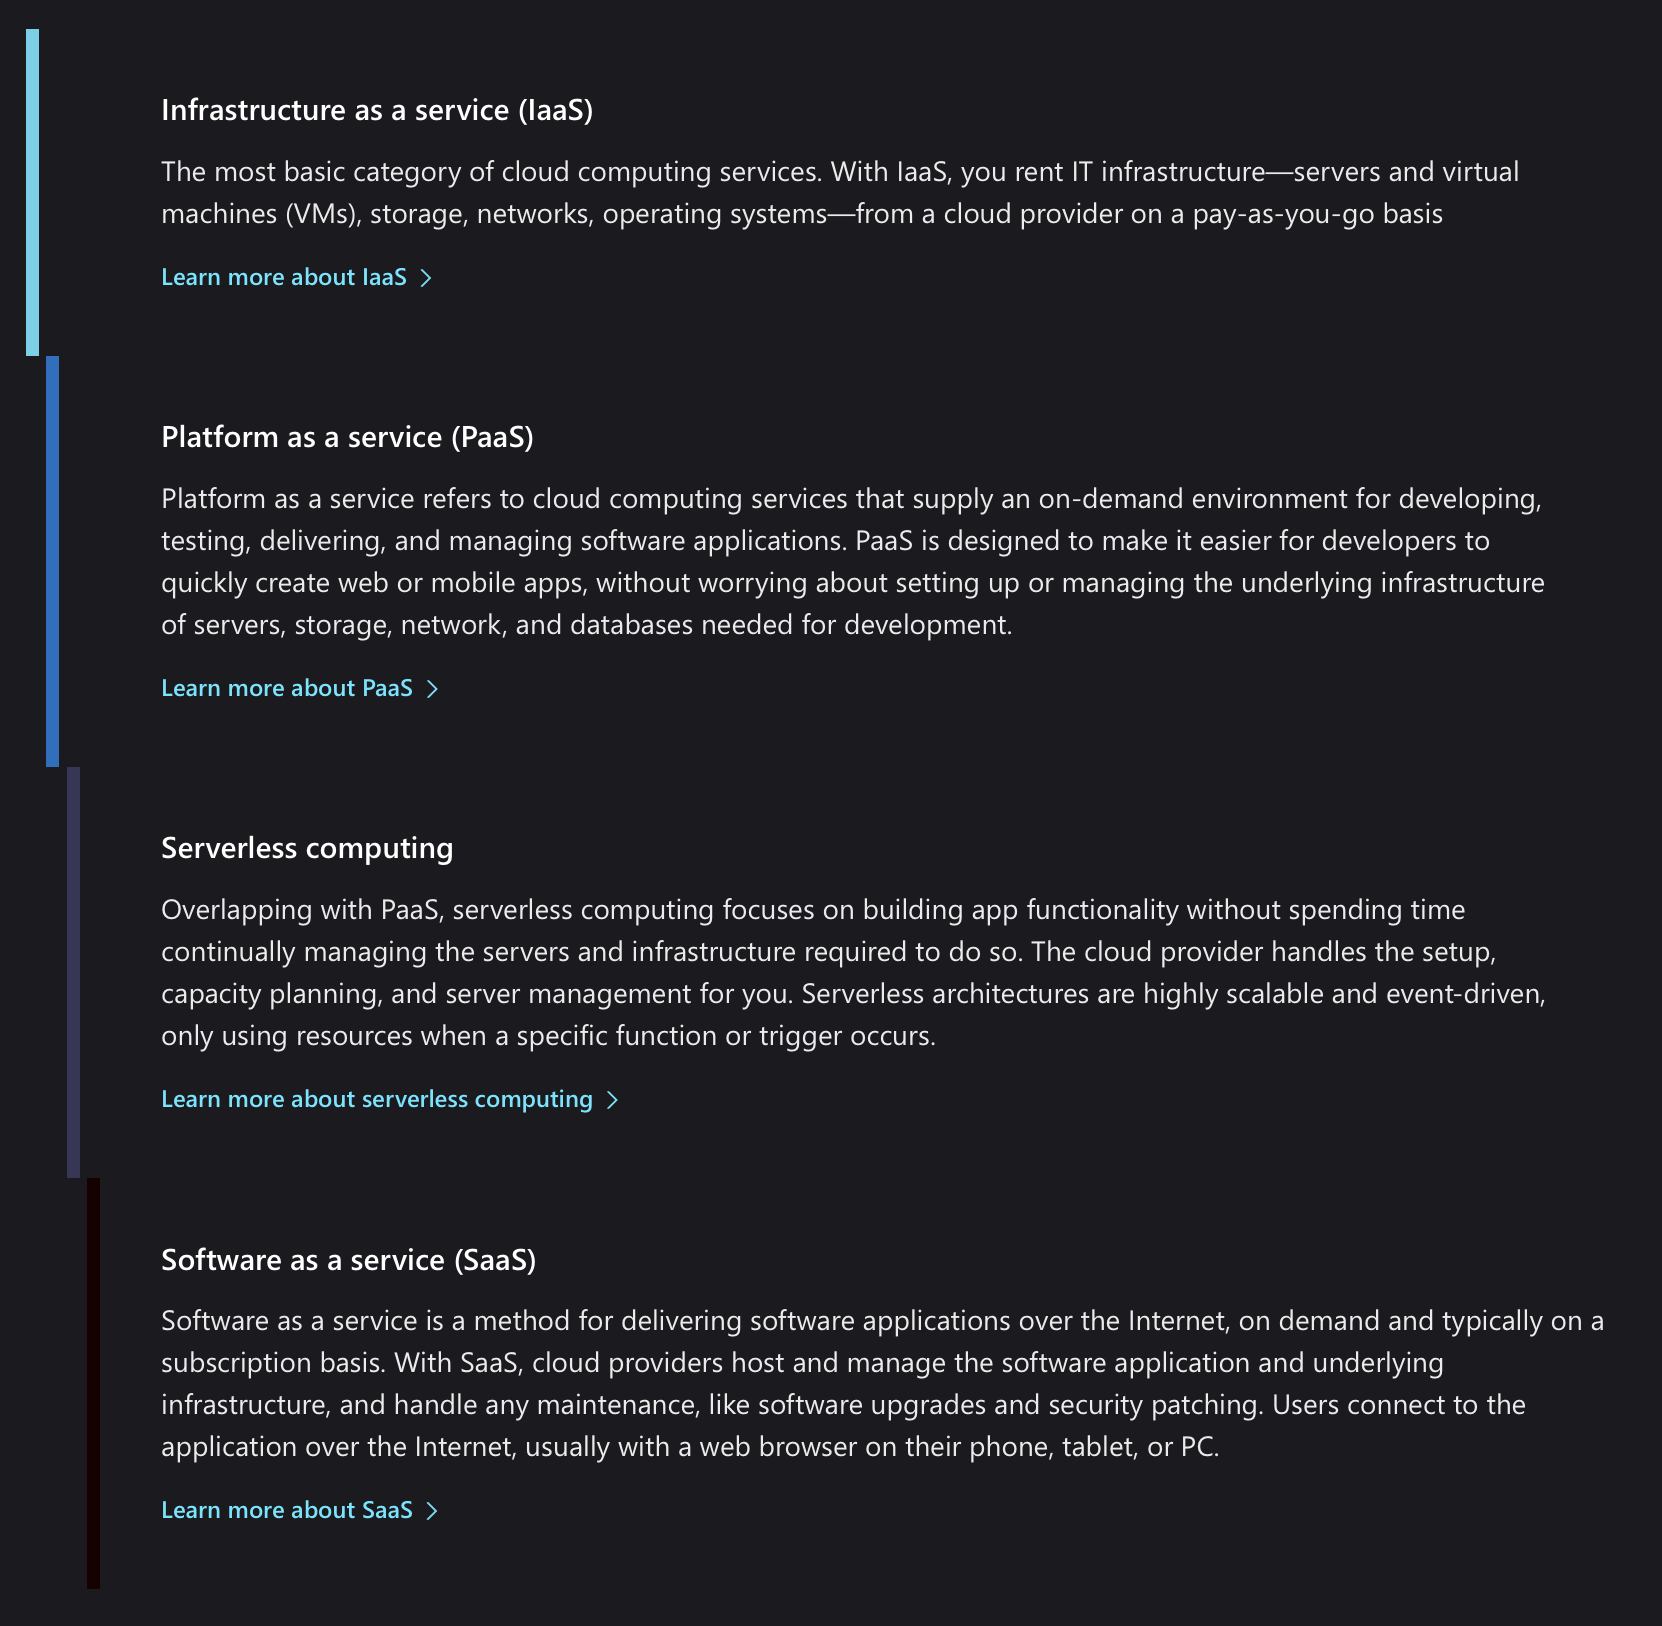 Infrastructure as a service (IaaS)
The most basic category of cloud computing services. With IaaS, you rent IT infrastructure—servers and virtual
machines (VMs), storage, networks, operating systems—from a cloud provider on a pay-as-you-go basis
Learn more about IaaS
Platform as a service (PaaS)
Platform as a service refers to cloud computing services that supply an on-demand environment for developing,
testing, delivering, and managing software applications. PaaS is designed to make it easier for developers to
quickly create web or mobile apps, without worrying about setting up or managing the underlying infrastructure
of servers, storage, network, and databases needed for development.
Learn more about PaaS
Serverless computing
Overlapping with PaaS, serverless computing focuses on building app functionality without spending time
continually managing the servers and infrastructure required to do so. The cloud provider handles the setup,
capacity planning, and server management for you. Serverless architectures are highly scalable and event-driven,
only using resources when a specific function or trigger occurs.
Learn more about serverless computing
Software as a service (SaaS)
Software as a service is a method for delivering software applications over the Internet, on demand and typically on a
subscription basis. With SaaS, cloud providers host and manage the software application and underlying
infrastructure, and handle any maintenance, like software upgrades and security patching. Users connect to the
application over the Internet, usually with a web browser on their phone, tablet, or PC.
Learn more about SaaS